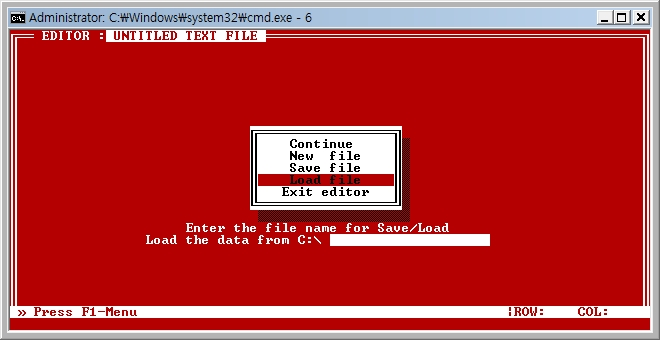 Administrator: C:₩Windows₩system32₩cmd.exe - 6
EDITOR : UNTITLED TEXT FILE
Continue
New file
Save file
Load file
Exit editor
Enter the file name for Save/Load
Load the data from C:\
» Press F1-Menu ¦ROW: COL: